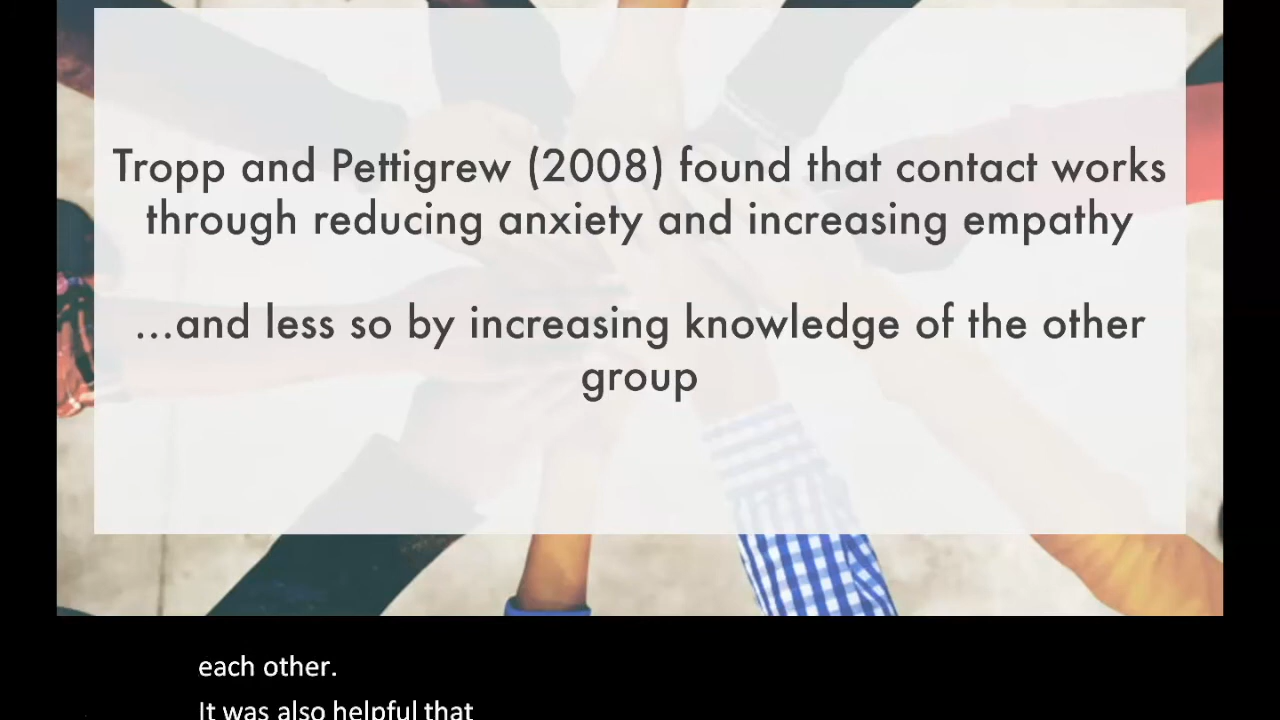 Tropp and Pettigrew (2008) found that contact works
through reducing anxiety and increasing empathy
...and less so by increasing knowledge of the other
group
each other.
It was also helpful that